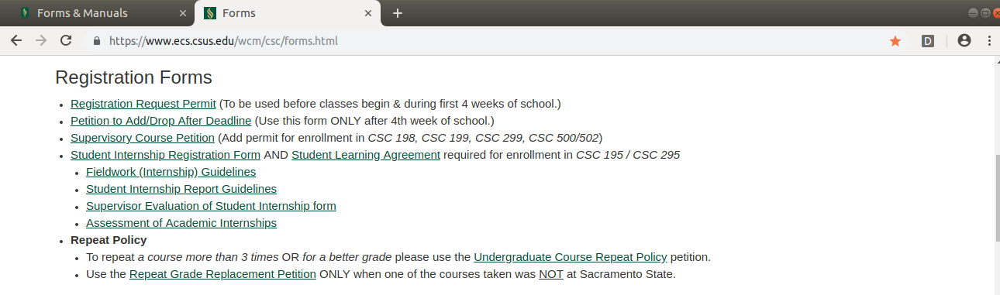 Forms & Manuals
Forms
https://www.ecs.csus.edu/wcm/csc/forms.html
D
Registration Forms
Registration Request Permit (To be used before classes begin & during first 4 weeks of school.)
Petition to Add/Drop After Deadline (Use this form ONLY after 4th week of school.)
Supervisory Course Petition (Add permit for enrollment in CSC 198, CSC 199, CSC 299, CSC 500/502)
Student Internship Registration Form AND Student Learning Agreement required for enrollment in CSC 195 / CSC 295
Fieldwork (Internship) Guidelines
Student Internship Report Guidelines
Supervisor Evaluation of Student Internship form
Assessment of Academic Internships
Repeat Policy
To repeat a course more than 3 times OR for a better grade please use the Undergraduate Course Repeat Policy petition.
Use the Repeat Grade Replacement Petition ONLY when one of the courses taken was NOT at Sacramento State.